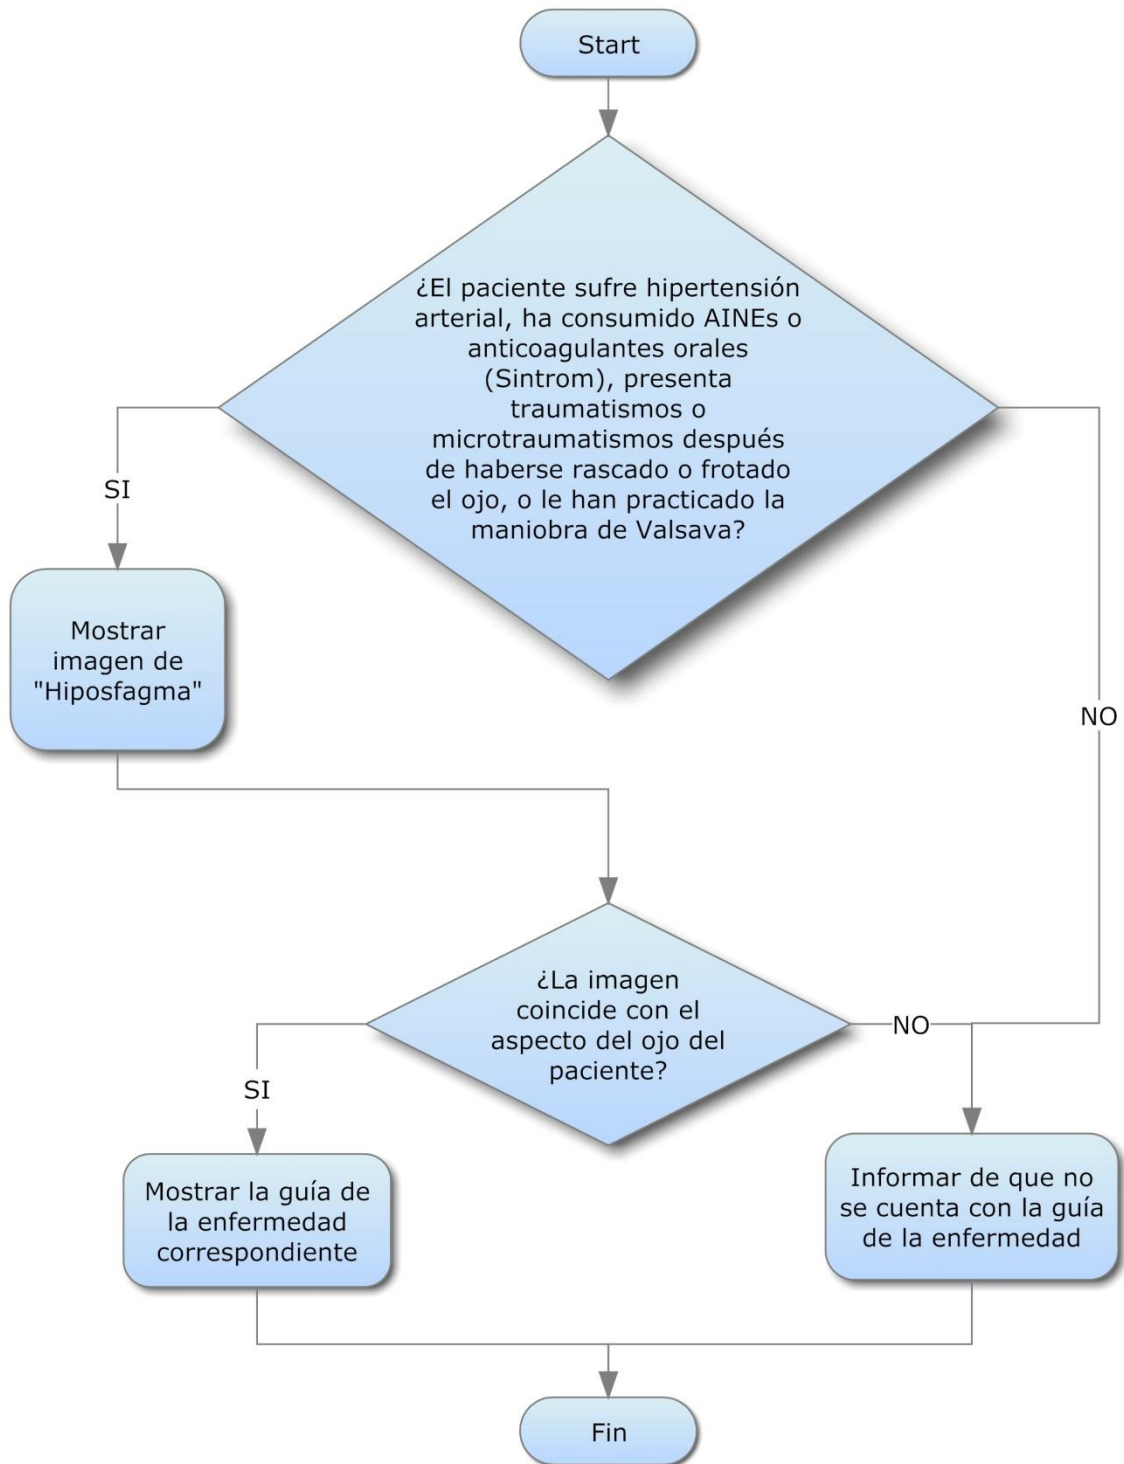 Start
¿El paciente sufre hipertensión
arterial, ha consumido AINEs o
anticoagulantes orales
(Sintrom), presenta
traumatismos o
microtraumatismos después
de haberse rascado o frotado
el ojo, o le han practicado la
maniobra de Valsava?
SI
NO
Mostrar
imagen de
"Hiposfagma"
¿La imagen
coincide con el
aspecto del ojo del
paciente?
SI
NO
Mostrar la guía de
la enfermedad
correspondiente
Informar de que no
se cuenta con la guía
de la enfermedad
Fin